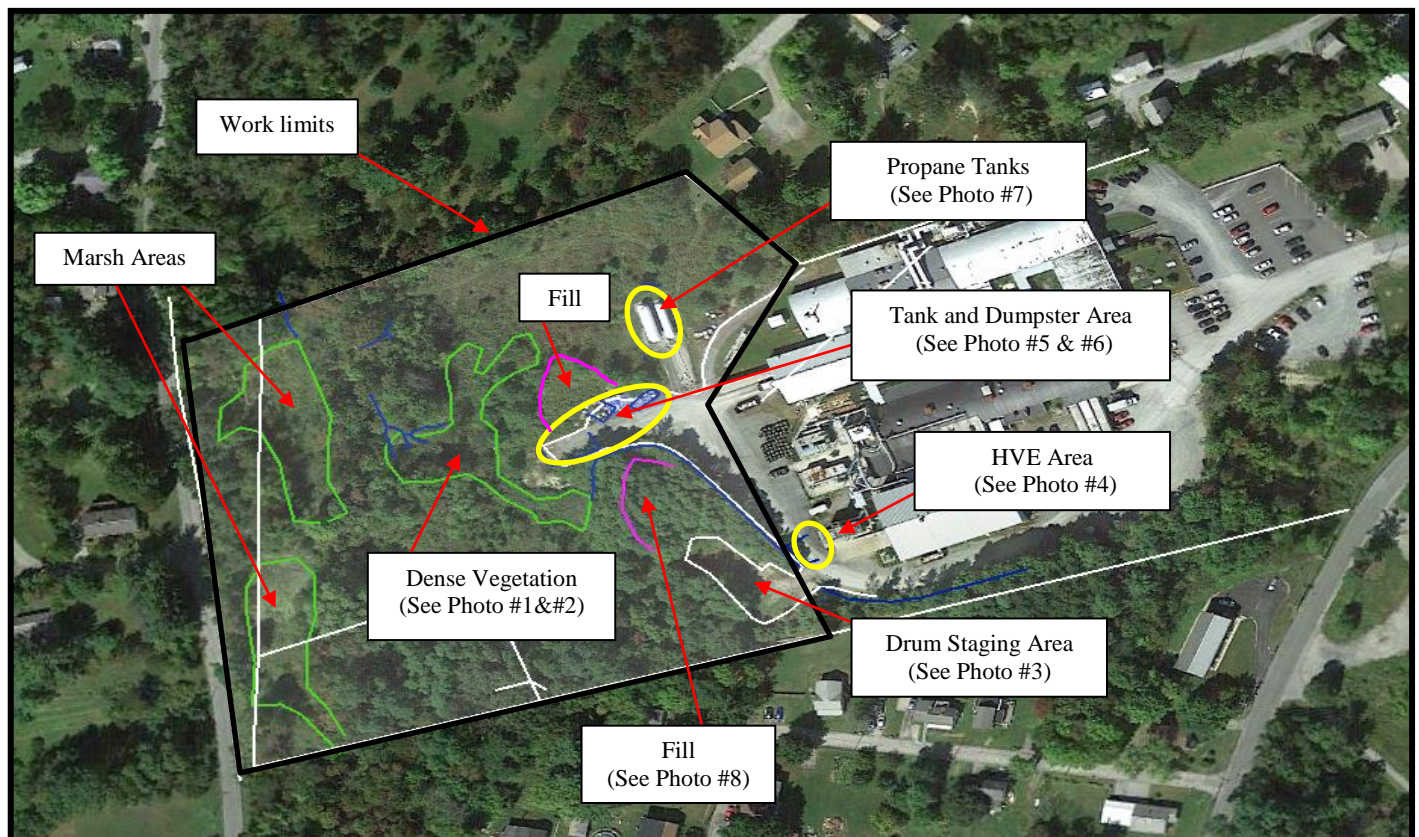 Work limits
Propane Tanks
(See Photo #7)
Marsh Areas
Fill
Tank and Dumpster Area
(See Photo #5 & #6)
HVE Area
(See Photo #4)
Dense Vegetation
(See Photo #1&#2)
Drum Staging Area
(See Photo #3)
Fill
(See Photo #8)